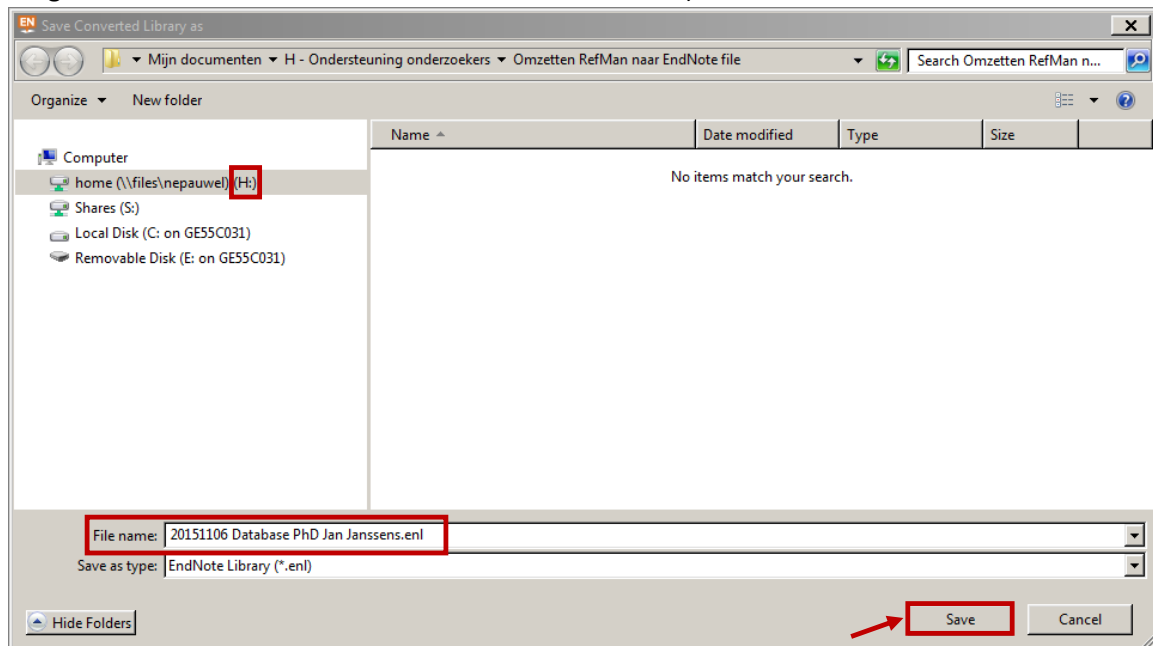 EN Save Converted Library as
Mijn documenten H - Ondersteuning onderzoekers Omzetten RefMan naar EndNote file Search Omzetten RefMan n...
Organize New folder
Name Date modified Type Size
No items match your search.
Computer
home (\\files\nepauwel) (H:)
Shares (S:)
Local Disk (C: on GE55C031)
Removable Disk (E: on GE55C031)
File name: 20151106 Database PhD Jan Janssens.enl
Save as type: EndNote Library (*.enl)
Hide Folders Save Cancel